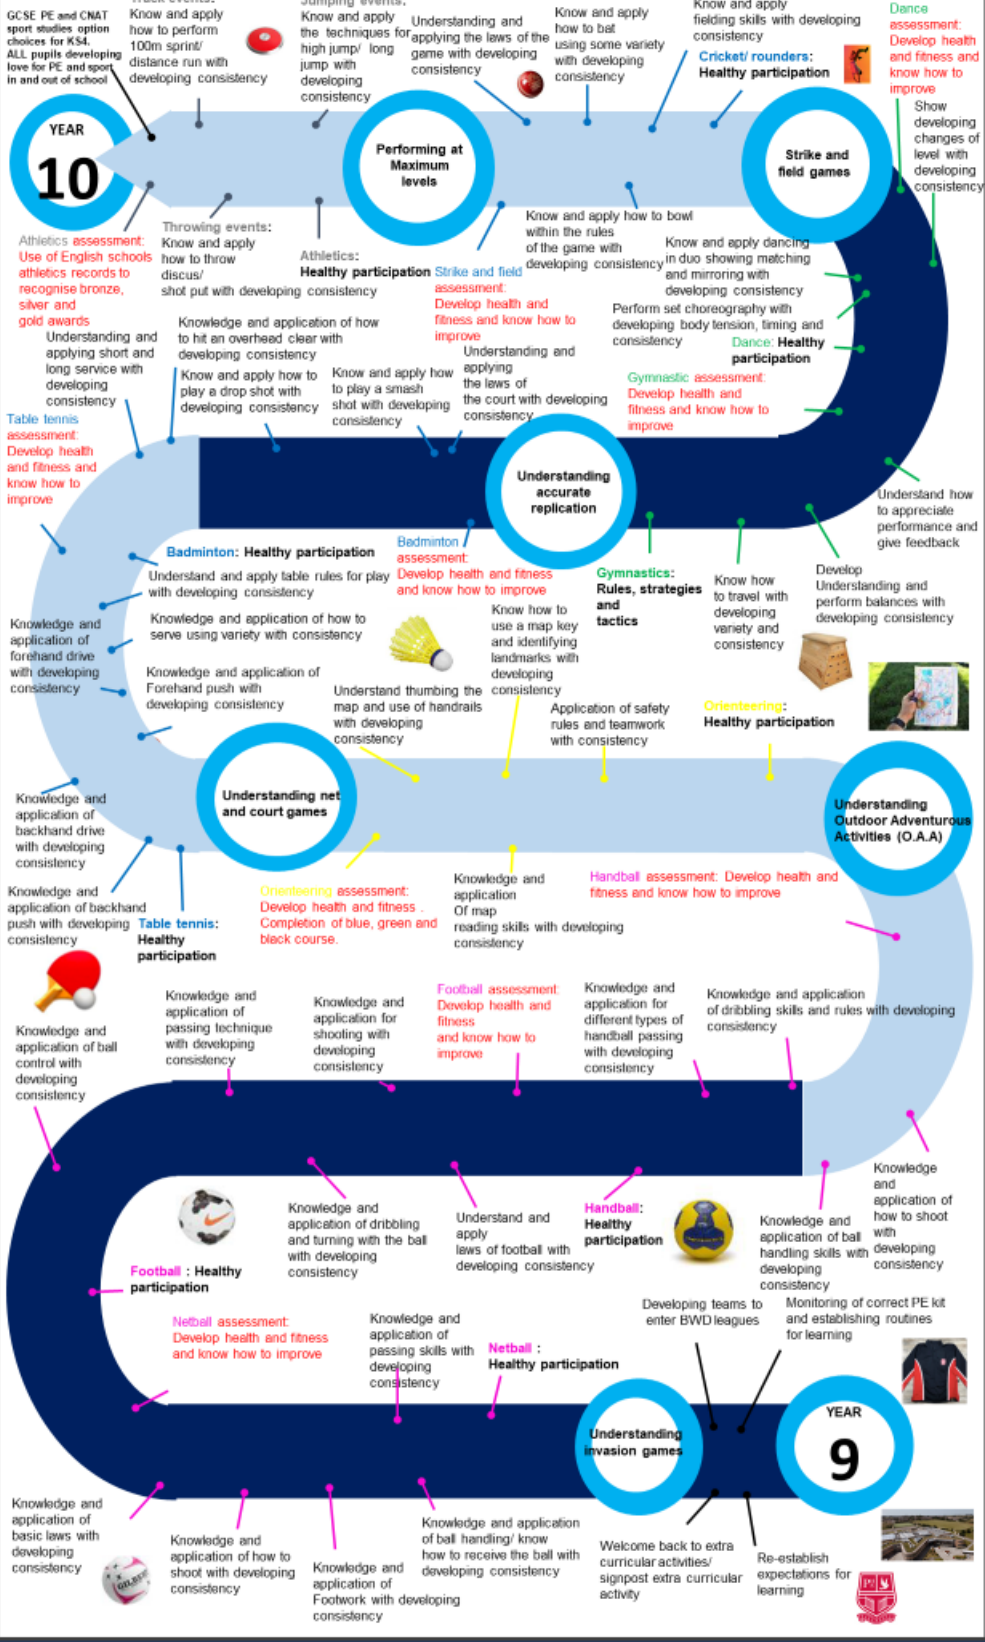 GCSE PE and CNAT
sport studies option
choices for KS4.
ALL pupils developing
love for PE and sport
in and out of school
Track events:
Know and apply
how to perform
100m sprint/
distance run with
developing consistency
Jumping events:
Know and apply
the techniques for
high jump/ long
jump with
developing
consistency
Understanding and
applying the laws of the
game with developing
consistency
Know and apply
how to bat
using some variety
with developing
consistency
Know and apply
fielding skills with developing
consistency
Cricket/ rounders:
Healthy participation
Dance
assessment:
Develop health
and fitness and
know how to
improve
Show
developing
changes of
level with
developing
consistency
YEAR
10
Performing at
Maximum
levels
Strike and
field games
Athletics assessment:
Use of English schools
athletics records to
recognise bronze,
silver and
gold awards
Throwing events:
Know and apply
how to throw
discus/
shot put with developing consistency
Athletics:
Healthy participation
Strike and field
assessment:
Develop health and
fitness and know how to
improve
Know and apply how to bowl
within the rules
of the game with
developing consistency
Know and apply dancing
in duo showing matching
and mirroring with
developing consistency
Perform set choreography with
developing body tension, timing and
consistency
Dance: Healthy
participation
Gymnastic assessment:
Develop health and
fitness and know how to
improve
Understanding and
applying short and
long service with
developing
consistency
Knowledge and application of how
to hit an overhead clear with
developing consistency
Know and apply how to
play a drop shot with
developing consistency
Know and apply how
to play a smash
shot with developing
consistency
Understanding and
applying
the laws of
the court with developing
consistency
Table tennis
assessment:
Develop health
and fitness and
know how to
improve
Understanding
accurate
replication
Understand how
to appreciate
performance and
give feedback
Badminton: Healthy participation
Badminton
assessment:
Develop health and fitness
and know how to improve
Gymnastics:
Rules, strategies
and
tactics
Know how
to travel with
developing
variety and
consistency
Develop
Understanding and
perform balances with
developing consistency
Understand and apply table rules for play
with developing consistency
Knowledge and application of how to
serve using variety with consistency
Knowledge and
application of
forehand drive
with developing
consistency
Knowledge and application of
Forehand push with
developing consistency
Know how to
use a map key
and identifying
landmarks with
developing
consistency
Understand thumbing the
map and use of handrails
with developing
consistency
Application of safety
rules and teamwork
with consistency
Orienteering:
Healthy participation
Understanding net
and court games
Understanding
Outdoor Adventurous
Activities (O.A.A)
Knowledge and
application of
backhand drive
with developing
consistency
Knowledge and
application of backhand
push with developing
consistency
Table tennis:
Healthy
participation
Orienteering assessment:
Develop health and fitness .
Completion of blue, green and
black course.
Knowledge and
application
Of map
reading skills with developing
consistency
Handball assessment: Develop health and
fitness and know how to improve
Knowledge and
application of ball
control with
developing
consistency
Knowledge and
application of
passing technique
with developing
consistency
Knowledge and
application for
shooting with
developing
consistency
Football assessment:
Develop health and
fitness
and know how to
improve
Knowledge and
application for
different types of
handball passing
with developing
consistency
Knowledge and application
of dribbling skills and rules with developing
consistency
Knowledge and
application of dribbling
and turning with the ball
with developing
consistency
Understand and
apply
laws of football with
developing consistency
Handball:
Healthy
participation
Knowledge and
application of ball
handling skills with
developing
consistency
Knowledge
and
application of
how to shoot
with
developing
consistency
Football : Healthy
participation
Netball assessment:
Develop health and fitness
and know how to improve
Knowledge and
application of
passing skills with
developing
consistency
Netball :
Healthy participation
Developing teams to
enter BWD leagues
Monitoring of correct PE kit
and establishing routines
for learning
Understanding
invasion games
YEAR
9
Knowledge and
application of
basic laws with
developing
consistency
GILBERT
Knowledge and
application of how to
shoot with developing
consistency
Knowledge and
application of
Footwork with developing
consistency
Knowledge and application
of ball handling/ know
how to receive the ball with
developing consistency
Welcome back to extra
curricular activities/
signpost extra curricular
activity
Re-establish
expectations for
learning